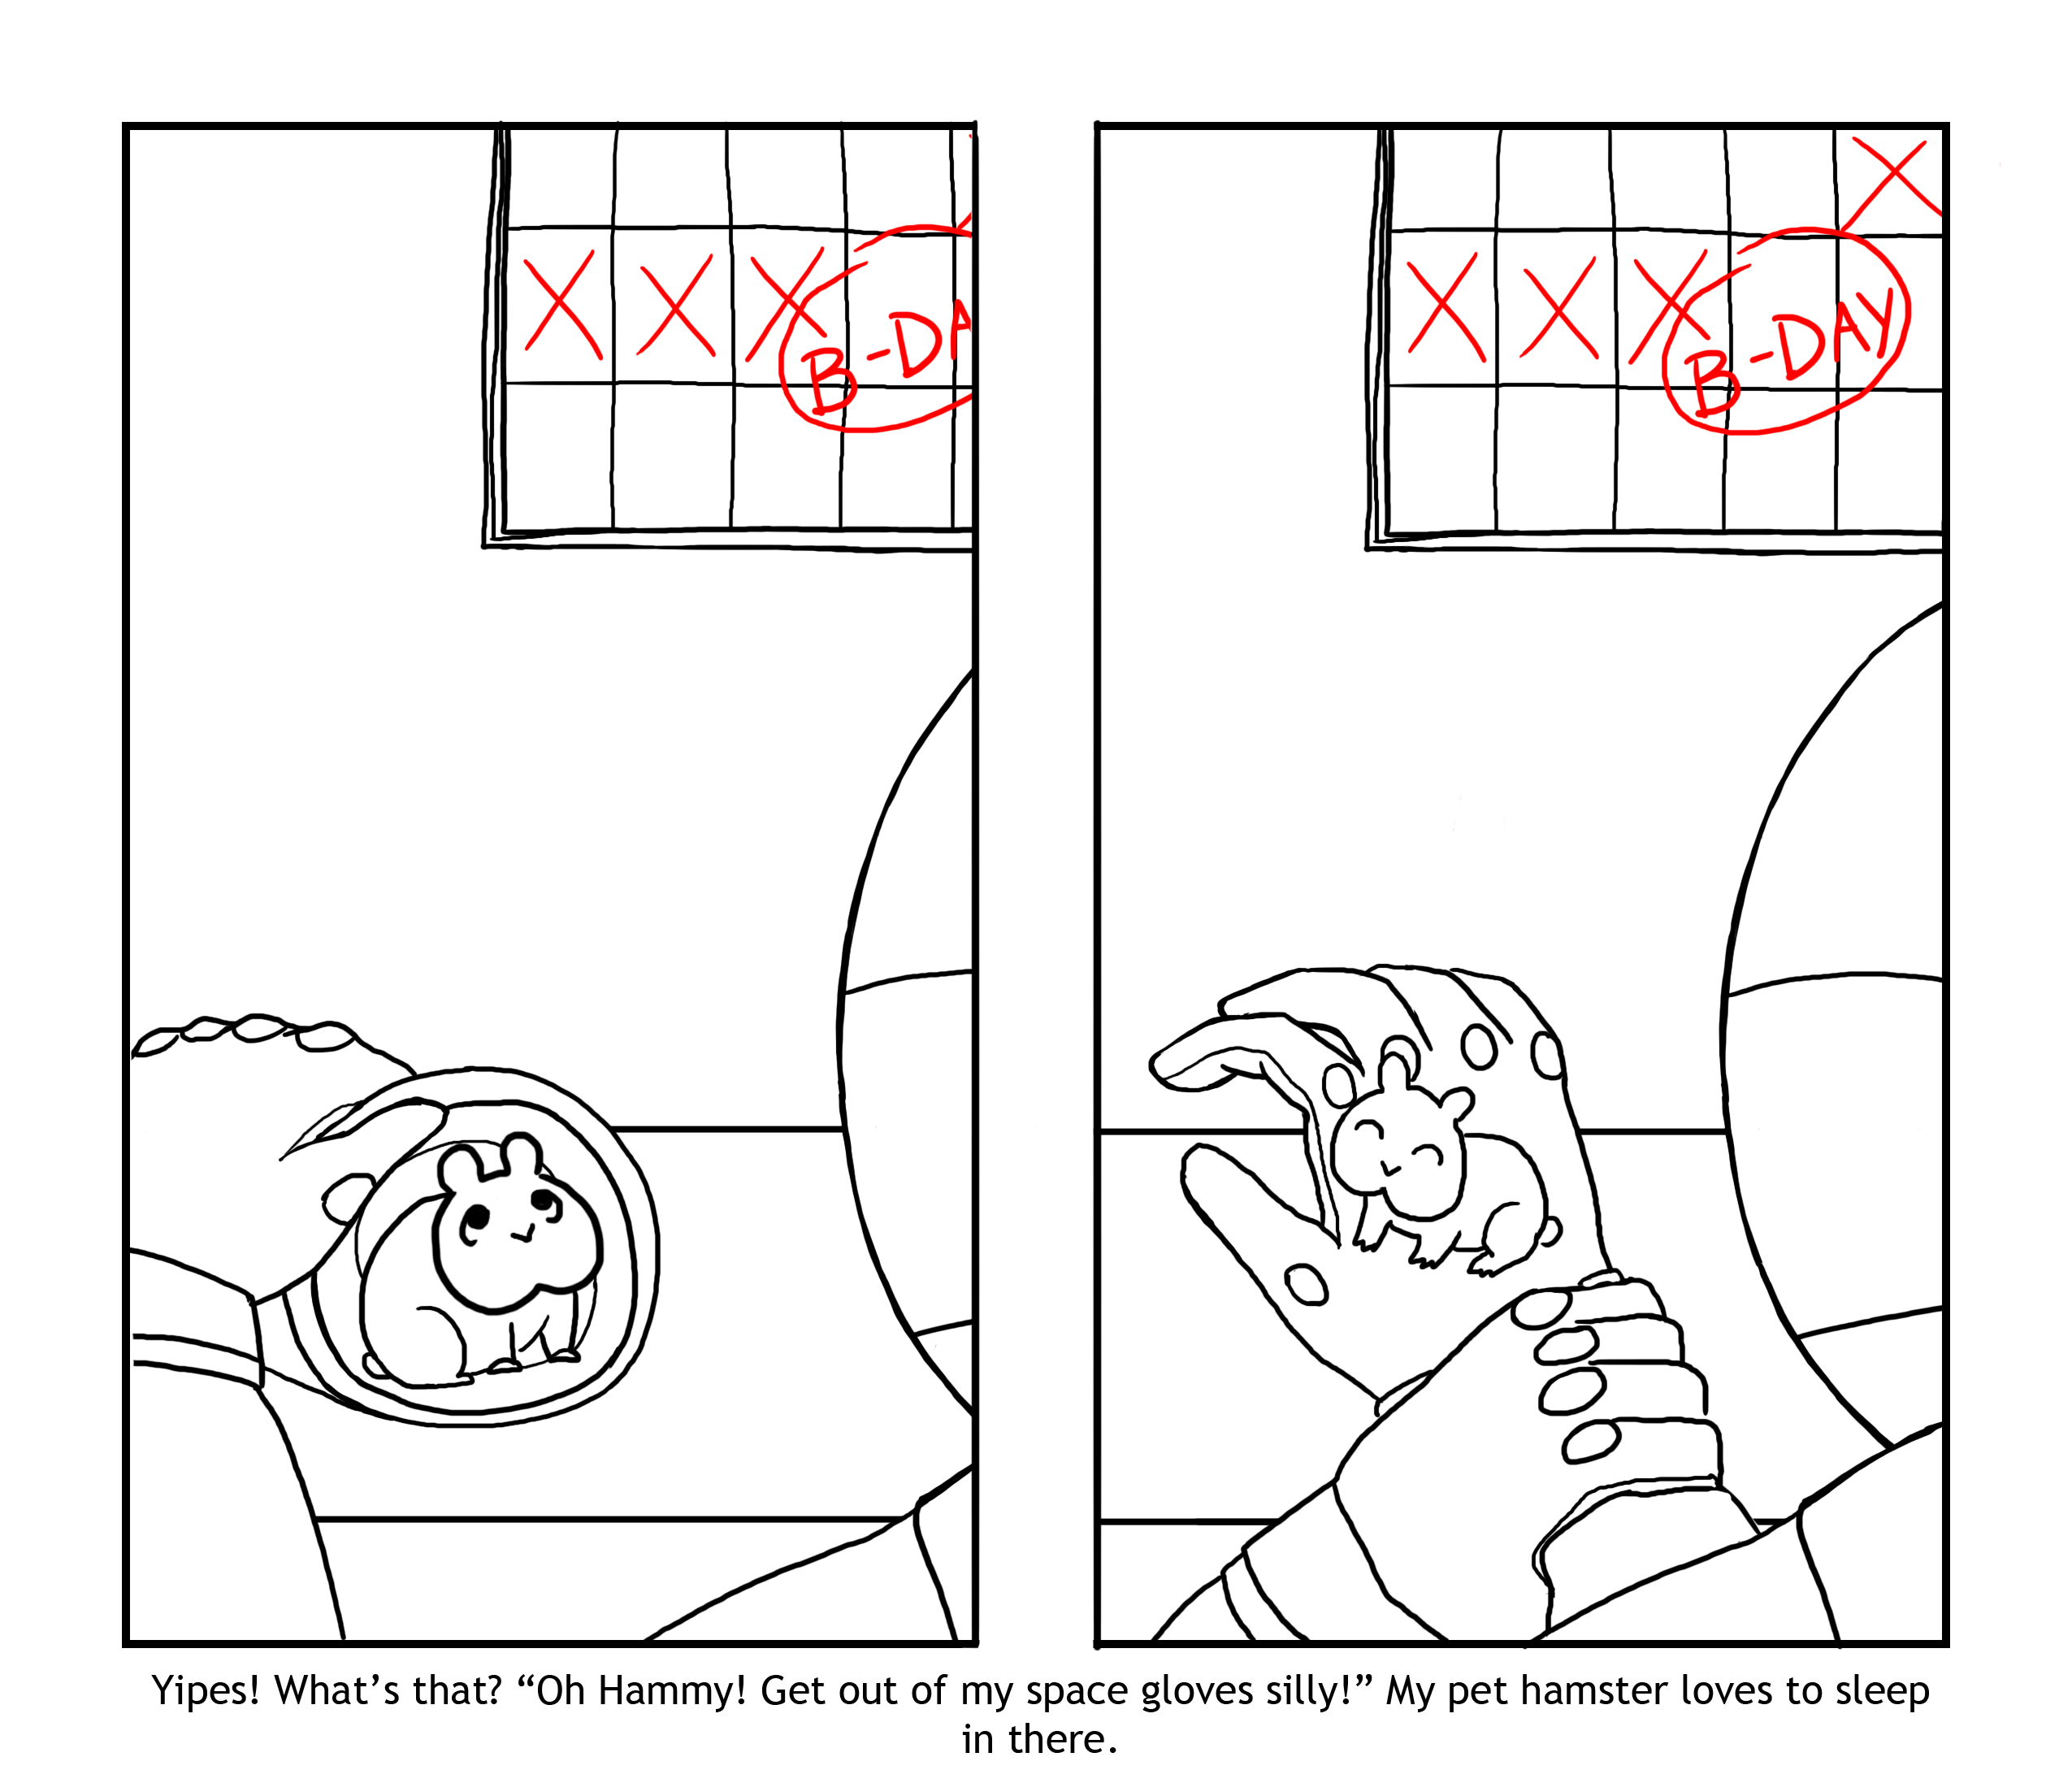 B-DA
B-DAY
Yipes! What’s that? “Oh Hammy! Get out of my space gloves silly!” My pet hamster loves to sleep
in there.